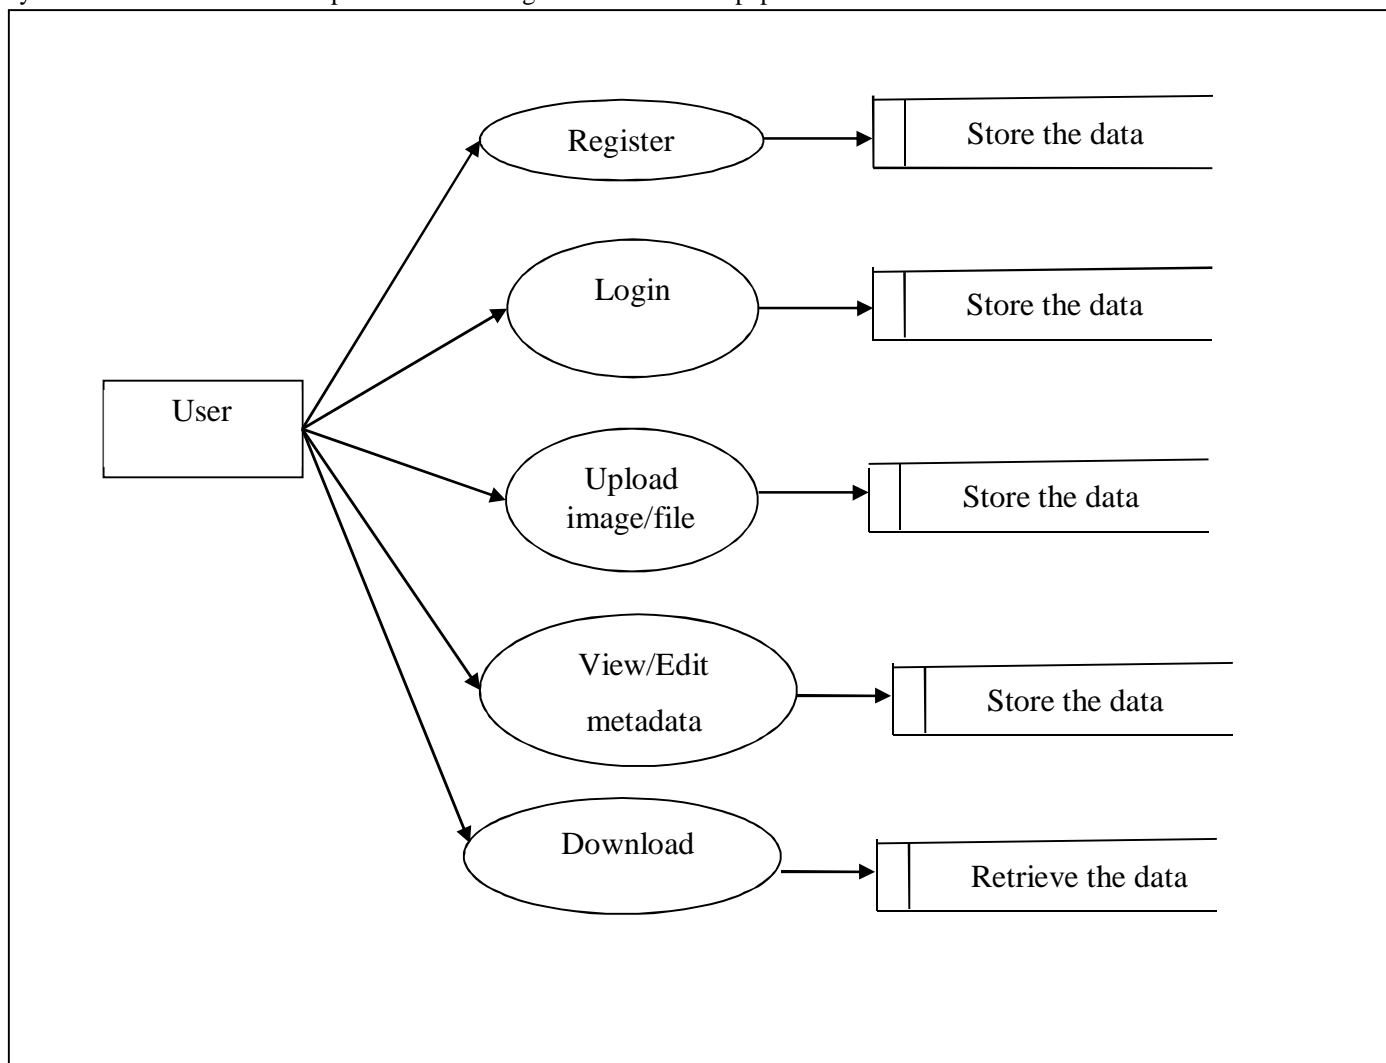 Register
Store the data
Login
Store the data
User
Upload
image/file
Store the data
View/Edit
metadata
Store the data
Download
Retrieve the data